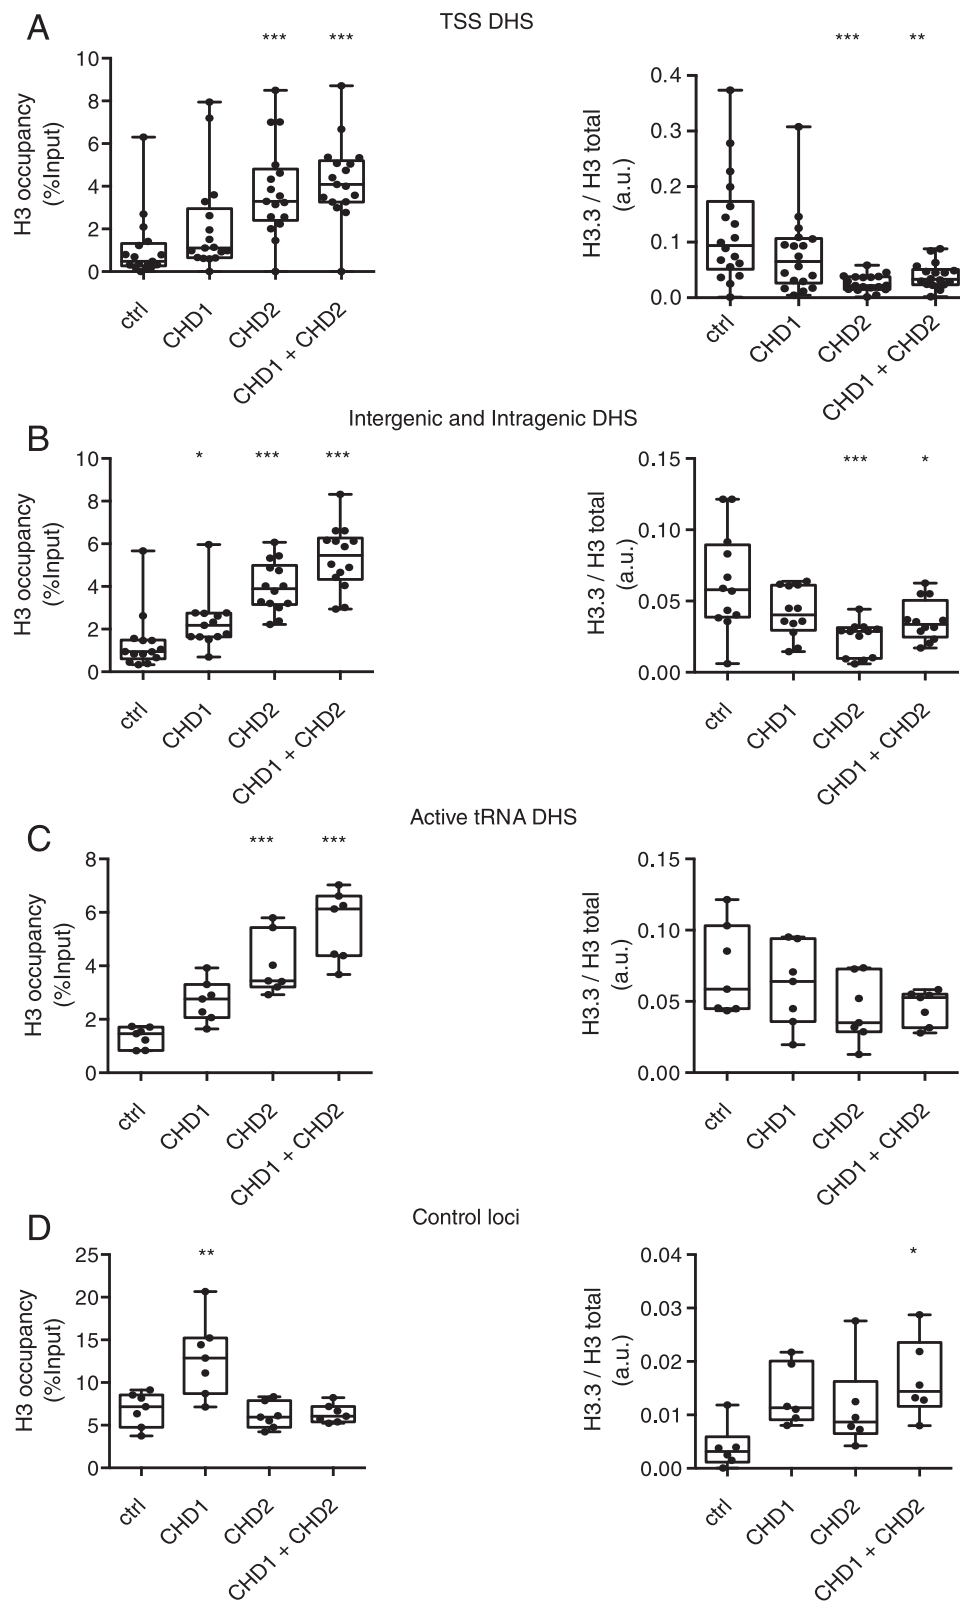 A
TSS DHS
*** ***
H3 occupancy
(%Input)
10
8
6
4
2
0
ctrl
CHD1
CHD2
CHD1 + CHD2
*** **
H3.3 / H3 total
(a.u.)
0.4
0.3
0.2
0.1
0.0
ctrl
CHD1
CHD2
CHD1 + CHD2
B
Intergenic and Intragenic DHS
* *** ***
H3 occupancy
(%Input)
10
8
6
4
2
0
ctrl
CHD1
CHD2
CHD1 + CHD2
*** *
H3.3 / H3 total
(a.u.)
0.15
0.10
0.05
0.00
ctrl
CHD1
CHD2
CHD1 + CHD2
C
Active tRNA DHS
*** ***
H3 occupancy
(%Input)
8
6
4
2
0
ctrl
CHD1
CHD2
CHD1 + CHD2
H3.3 / H3 total
(a.u.)
0.15
0.10
0.05
0.00
ctrl
CHD1
CHD2
CHD1 + CHD2
D
Control loci
**
H3 occupancy
(%Input)
25
20
15
10
5
0
ctrl
CHD1
CHD2
CHD1 + CHD2
*
H3.3 / H3 total
(a.u.)
0.04
0.03
0.02
0.01
0.00
ctrl
CHD1
CHD2
CHD1 + CHD2